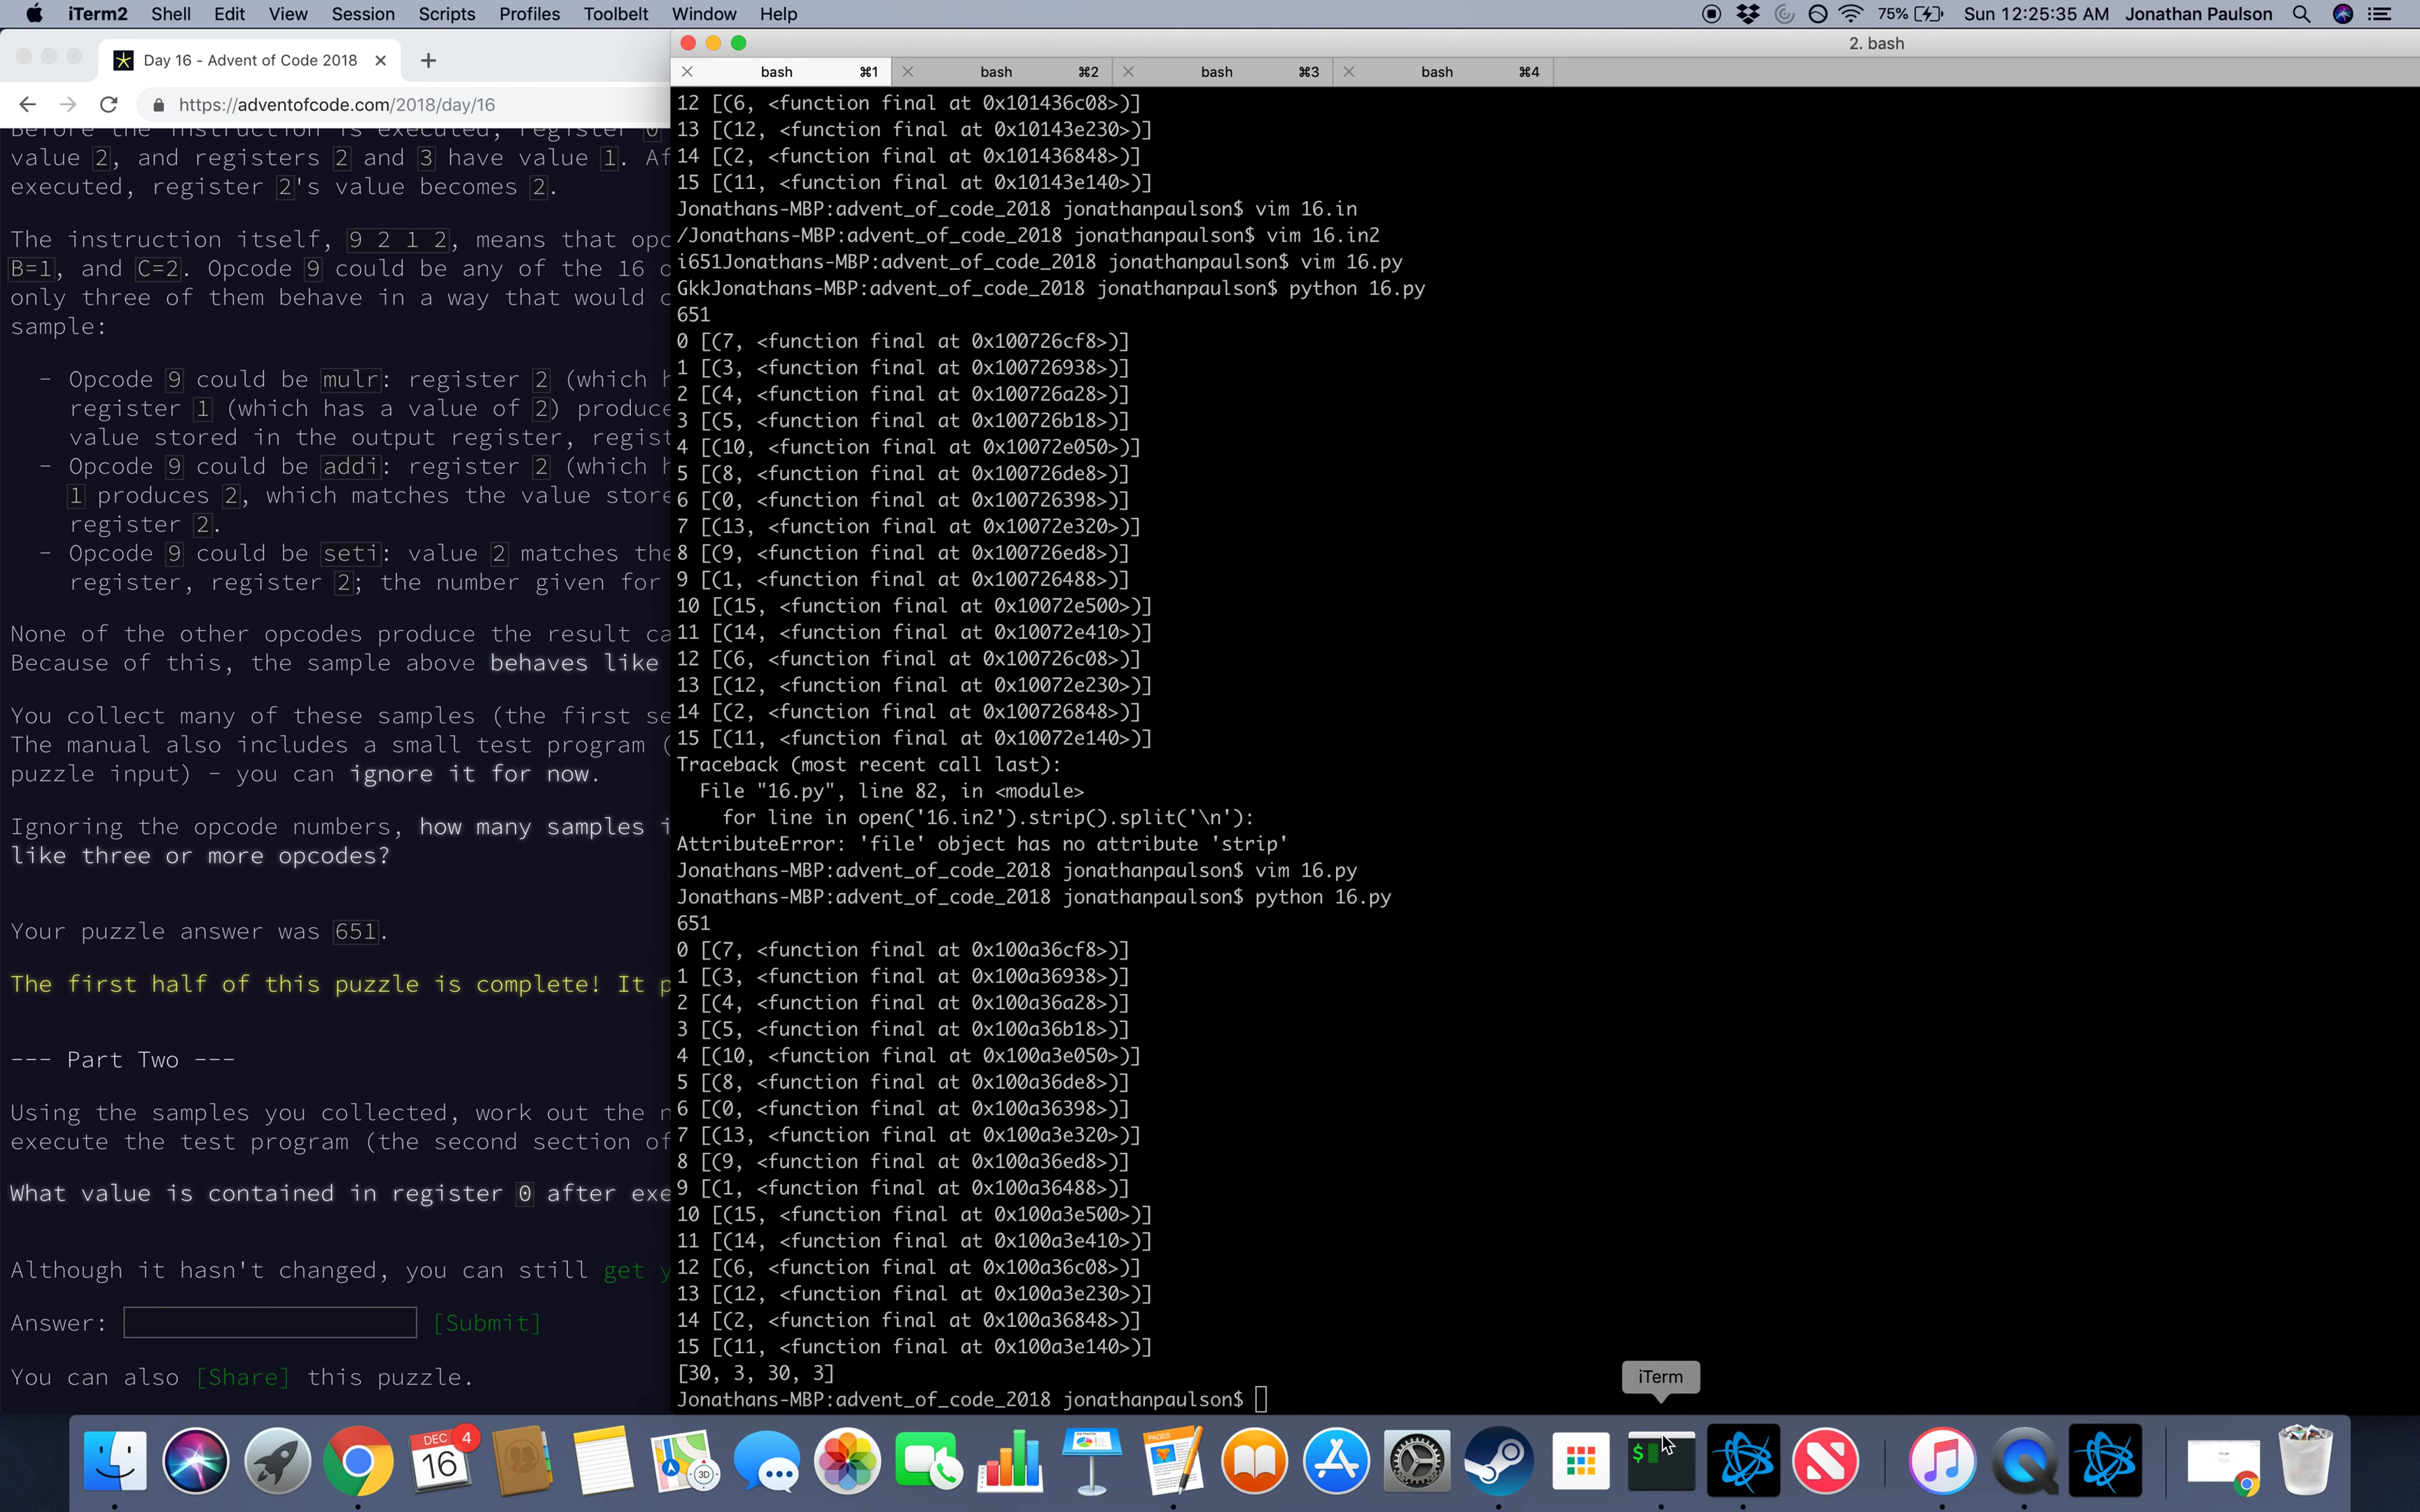 iTerm2 Shell Edit View Session Scripts Profiles Toolbelt Window Help 75% Sun 12:25:35 AM Jonathan Paulson
Day 16 - Advent of Code 2018
https://adventofcode.com/2018/day/16
Before the instruction is executed, register 0
value 2, and registers 2 and 3 have value 1. Af
executed, register 2's value becomes 2.
The instruction itself, 9 2 1 2, means that opc
B=1, and C=2. Opcode 9 could be any of the 16 o
only three of them behave in a way that would c
sample:
- Opcode 9 could be mulr: register 2 (which h
register 1 (which has a value of 2) produce
value stored in the output register, regist
- Opcode 9 could be addi: register 2 (which h
1 produces 2, which matches the value store
register 2.
- Opcode 9 could be seti: value 2 matches the
register, register 2; the number given for
None of the other opcodes produce the result ca
Because of this, the sample above behaves like
You collect many of these samples (the first se
The manual also includes a small test program (
puzzle input) - you can ignore it for now.
Ignoring the opcode numbers, how many samples i
like three or more opcodes?
Your puzzle answer was 651.
The first half of this puzzle is complete! It p
--- Part Two ---
Using the samples you collected, work out the n
execute the test program (the second section of
What value is contained in register 0 after exe
Although it hasn't changed, you can still get y
Answer: [Submit]
You can also [Share] this puzzle.
2. bash
bash ⌘1 bash ⌘2 bash ⌘3 bash ⌘4
12 [(6, <function final at 0x101436c08>)]
13 [(12, <function final at 0x10143e230>)]
14 [(2, <function final at 0x101436848>)]
15 [(11, <function final at 0x10143e140>)]
Jonathans-MBP:advent_of_code_2018 jonathanpaulson$ vim 16.in
/Jonathans-MBP:advent_of_code_2018 jonathanpaulson$ vim 16.in2
i651Jonathans-MBP:advent_of_code_2018 jonathanpaulson$ vim 16.py
GkkJonathans-MBP:advent_of_code_2018 jonathanpaulson$ python 16.py
651
0 [(7, <function final at 0x100726cf8>)]
1 [(3, <function final at 0x100726938>)]
2 [(4, <function final at 0x100726a28>)]
3 [(5, <function final at 0x100726b18>)]
4 [(10, <function final at 0x10072e050>)]
5 [(8, <function final at 0x100726de8>)]
6 [(0, <function final at 0x100726398>)]
7 [(13, <function final at 0x10072e320>)]
8 [(9, <function final at 0x100726ed8>)]
9 [(1, <function final at 0x100726488>)]
10 [(15, <function final at 0x10072e500>)]
11 [(14, <function final at 0x10072e410>)]
12 [(6, <function final at 0x100726c08>)]
13 [(12, <function final at 0x10072e230>)]
14 [(2, <function final at 0x100726848>)]
15 [(11, <function final at 0x10072e140>)]
Traceback (most recent call last):
File "16.py", line 82, in <module>
for line in open('16.in2').strip().split('\n'):
AttributeError: 'file' object has no attribute 'strip'
Jonathans-MBP:advent_of_code_2018 jonathanpaulson$ vim 16.py
Jonathans-MBP:advent_of_code_2018 jonathanpaulson$ python 16.py
651
0 [(7, <function final at 0x100a36cf8>)]
1 [(3, <function final at 0x100a36938>)]
2 [(4, <function final at 0x100a36a28>)]
3 [(5, <function final at 0x100a36b18>)]
4 [(10, <function final at 0x100a3e050>)]
5 [(8, <function final at 0x100a36de8>)]
6 [(0, <function final at 0x100a36398>)]
7 [(13, <function final at 0x100a3e320>)]
8 [(9, <function final at 0x100a36ed8>)]
9 [(1, <function final at 0x100a36488>)]
10 [(15, <function final at 0x100a3e500>)]
11 [(14, <function final at 0x100a3e410>)]
12 [(6, <function final at 0x100a36c08>)]
13 [(12, <function final at 0x100a3e230>)]
14 [(2, <function final at 0x100a36848>)]
15 [(11, <function final at 0x100a3e140>)]
[30, 3, 30, 3]
Jonathans-MBP:advent_of_code_2018 jonathanpaulson$
iTerm
DEC 4
16
3D
PAGES
$